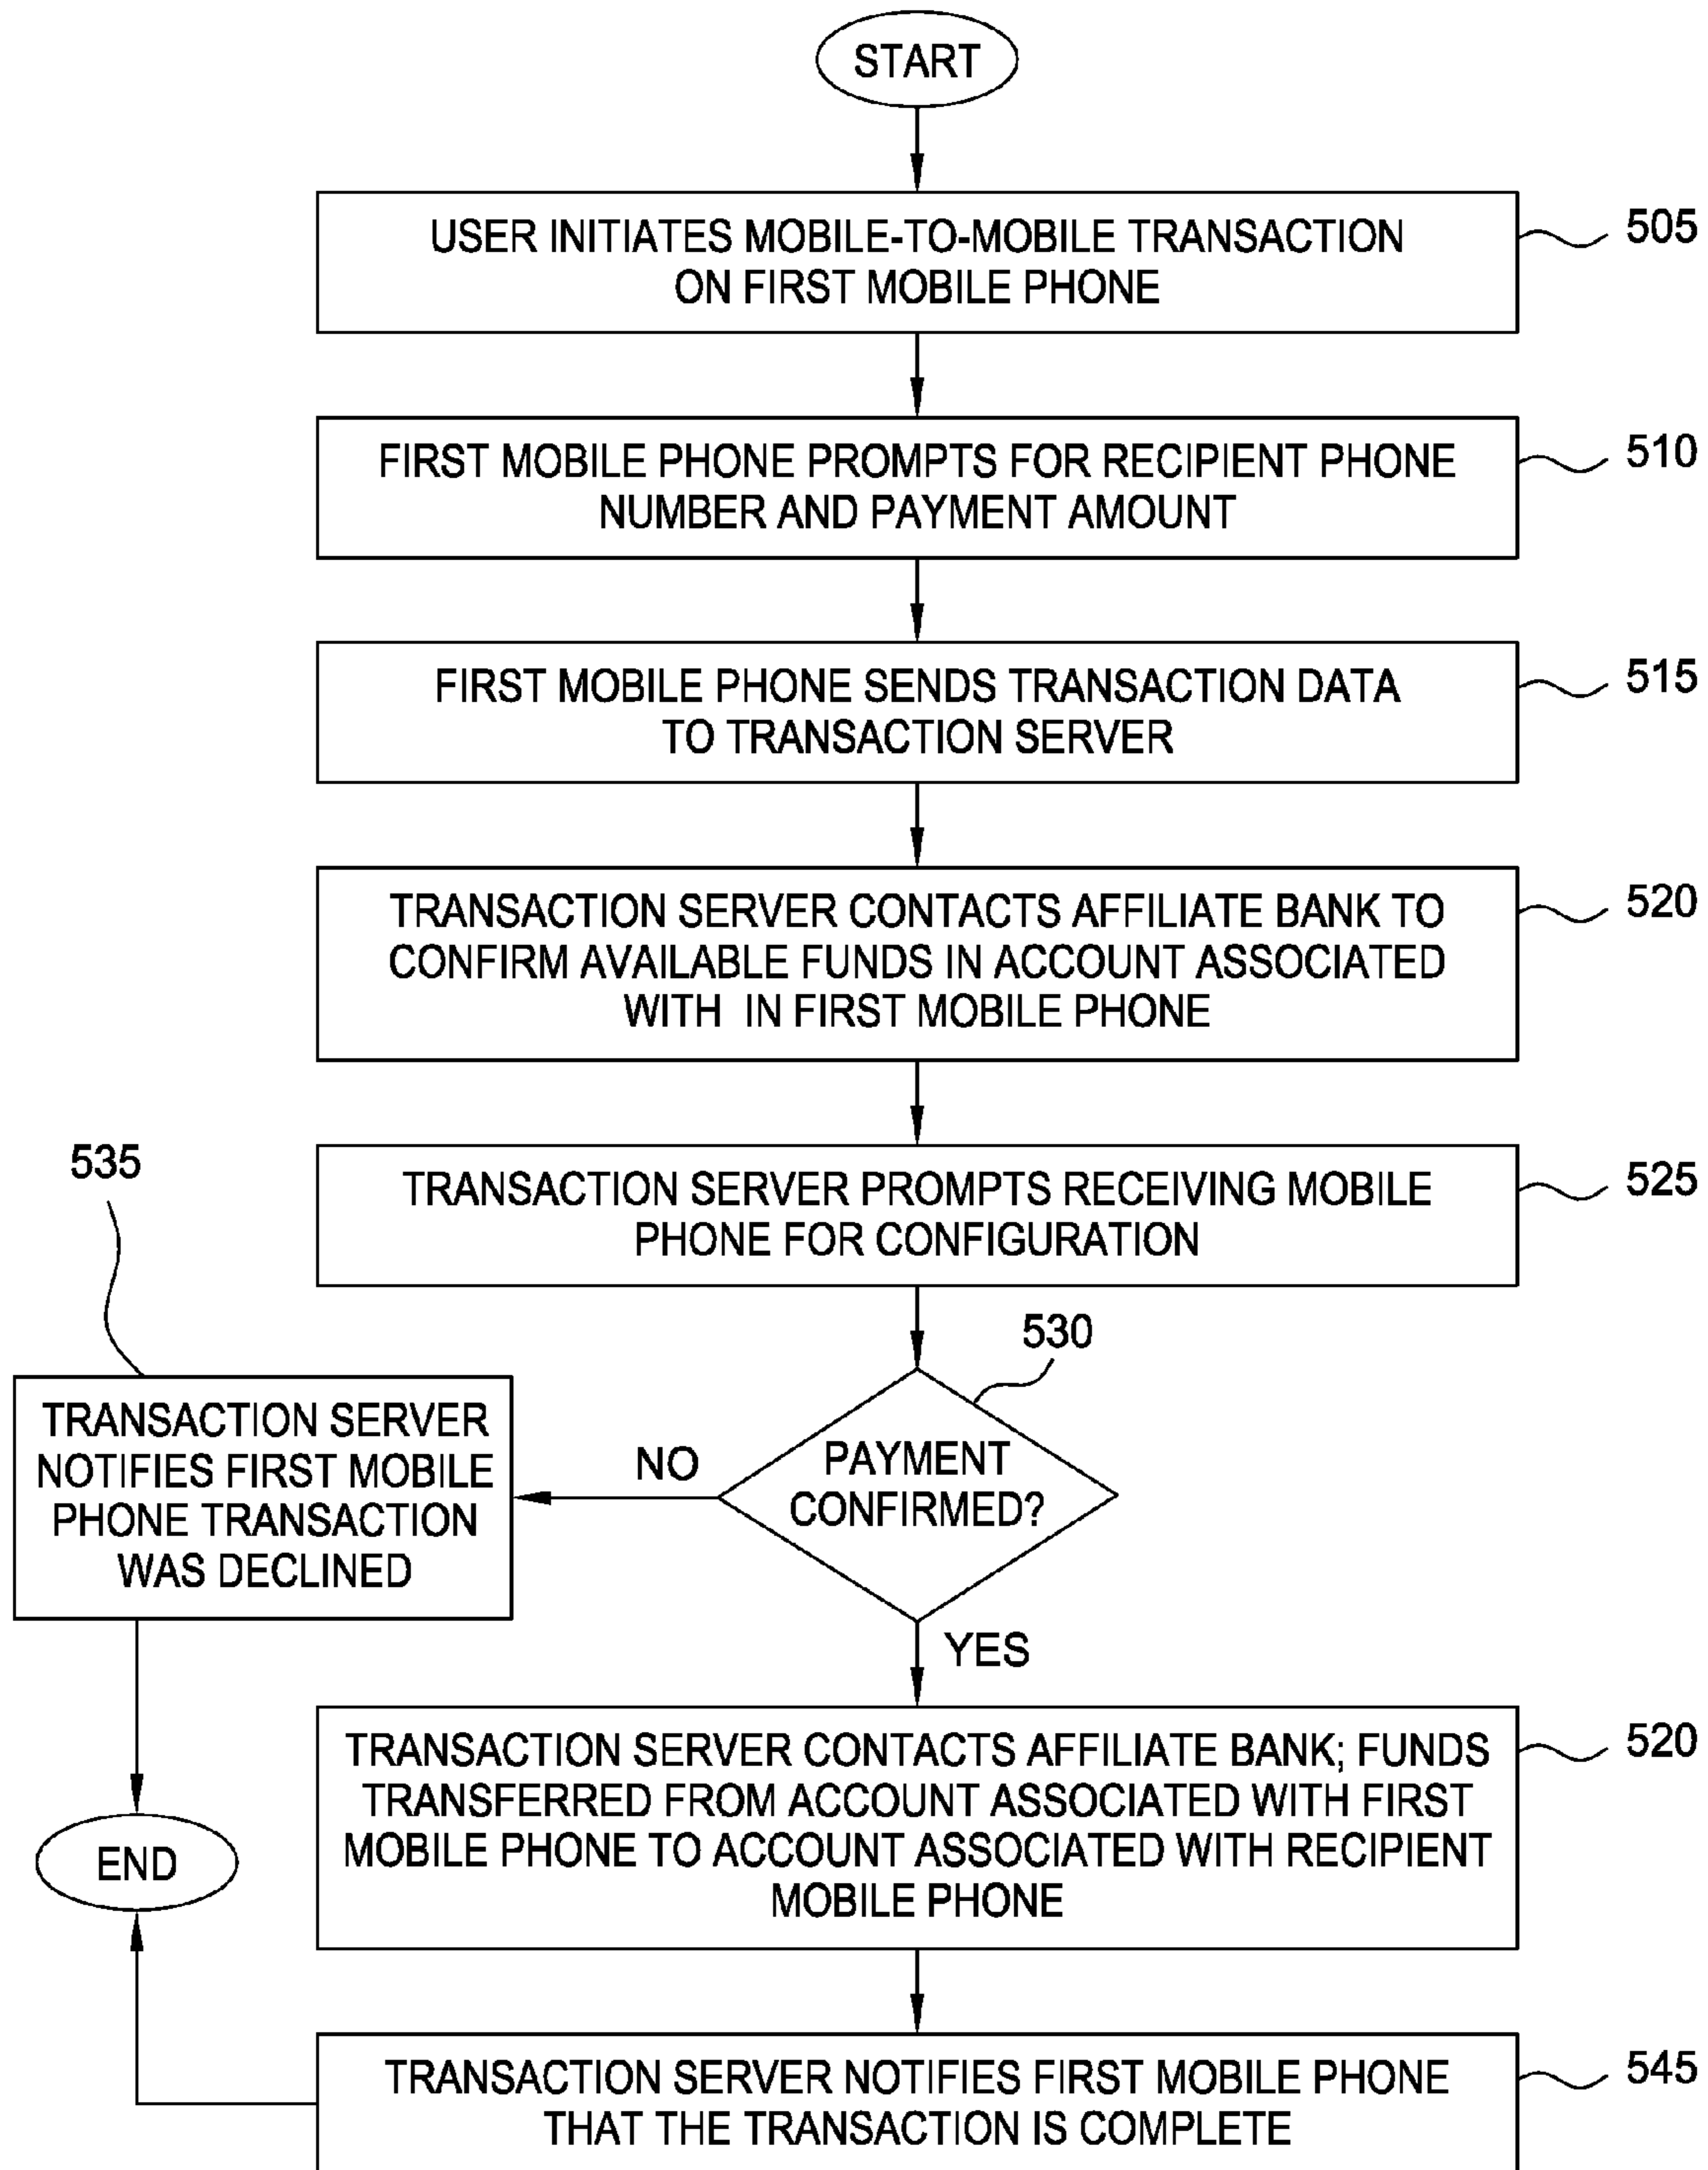 START
USER INITIATES MOBILE-TO-MOBILE TRANSACTION
ON FIRST MOBILE PHONE
505
FIRST MOBILE PHONE PROMPTS FOR RECIPIENT PHONE
NUMBER AND PAYMENT AMOUNT
510
FIRST MOBILE PHONE SENDS TRANSACTION DATA
TO TRANSACTION SERVER
515
TRANSACTION SERVER CONTACTS AFFILIATE BANK TO
CONFIRM AVAILABLE FUNDS IN ACCOUNT ASSOCIATED
WITH IN FIRST MOBILE PHONE
520
TRANSACTION SERVER PROMPTS RECEIVING MOBILE
PHONE FOR CONFIGURATION
525
535
530
TRANSACTION SERVER
NOTIFIES FIRST MOBILE
PHONE TRANSACTION
WAS DECLINED
NO
PAYMENT
CONFIRMED?
YES
TRANSACTION SERVER CONTACTS AFFILIATE BANK; FUNDS
TRANSFERRED FROM ACCOUNT ASSOCIATED WITH FIRST
MOBILE PHONE TO ACCOUNT ASSOCIATED WITH RECIPIENT
MOBILE PHONE
520
END
TRANSACTION SERVER NOTIFIES FIRST MOBILE PHONE
THAT THE TRANSACTION IS COMPLETE
545